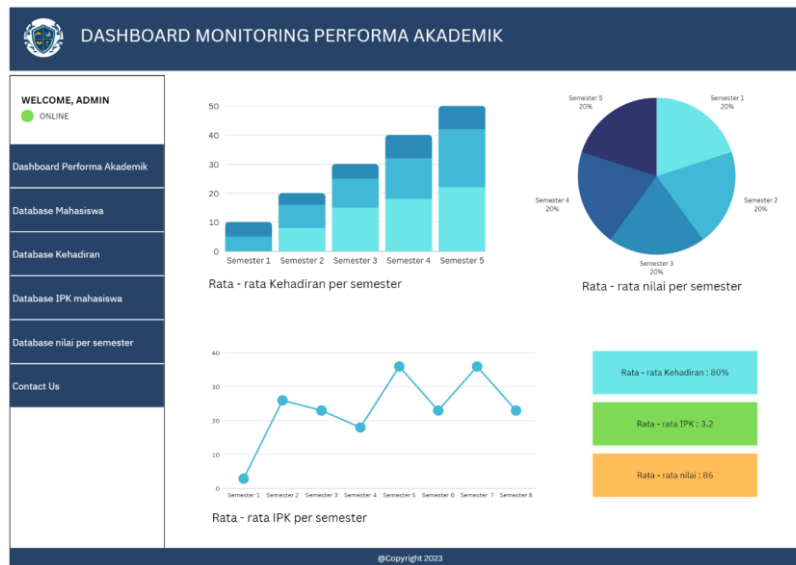 DASHBOARD MONITORING PERFORMA AKADEMIK
WELCOME, ADMIN
ONLINE
Dashboard Performa Akademik
Database Mahasiswa
Database Kehadiran
Database IPK mahasiswa
Database nilai per semester
Contact Us
50
40
30
20
10
0
Semester 1 Semester 2 Semester 3 Semester 4 Semester 5
Rata - rata Kehadiran per semester
Semester 5
20%
Semester 1
20%
Semester 4
20%
Semester 2
20%
Semester 3
20%
Rata - rata nilai per semester
40
30
20
10
0
Semester 1 Semester 2 Semester 3 Semester 4 Semester 5 Semester 6 Semester 7 Semester 8
Rata - rata IPK per semester
Rata - rata Kehadiran : 80%
Rata - rata IPK : 3.2
Rata - rata nilai : 86
@Copyright 2023